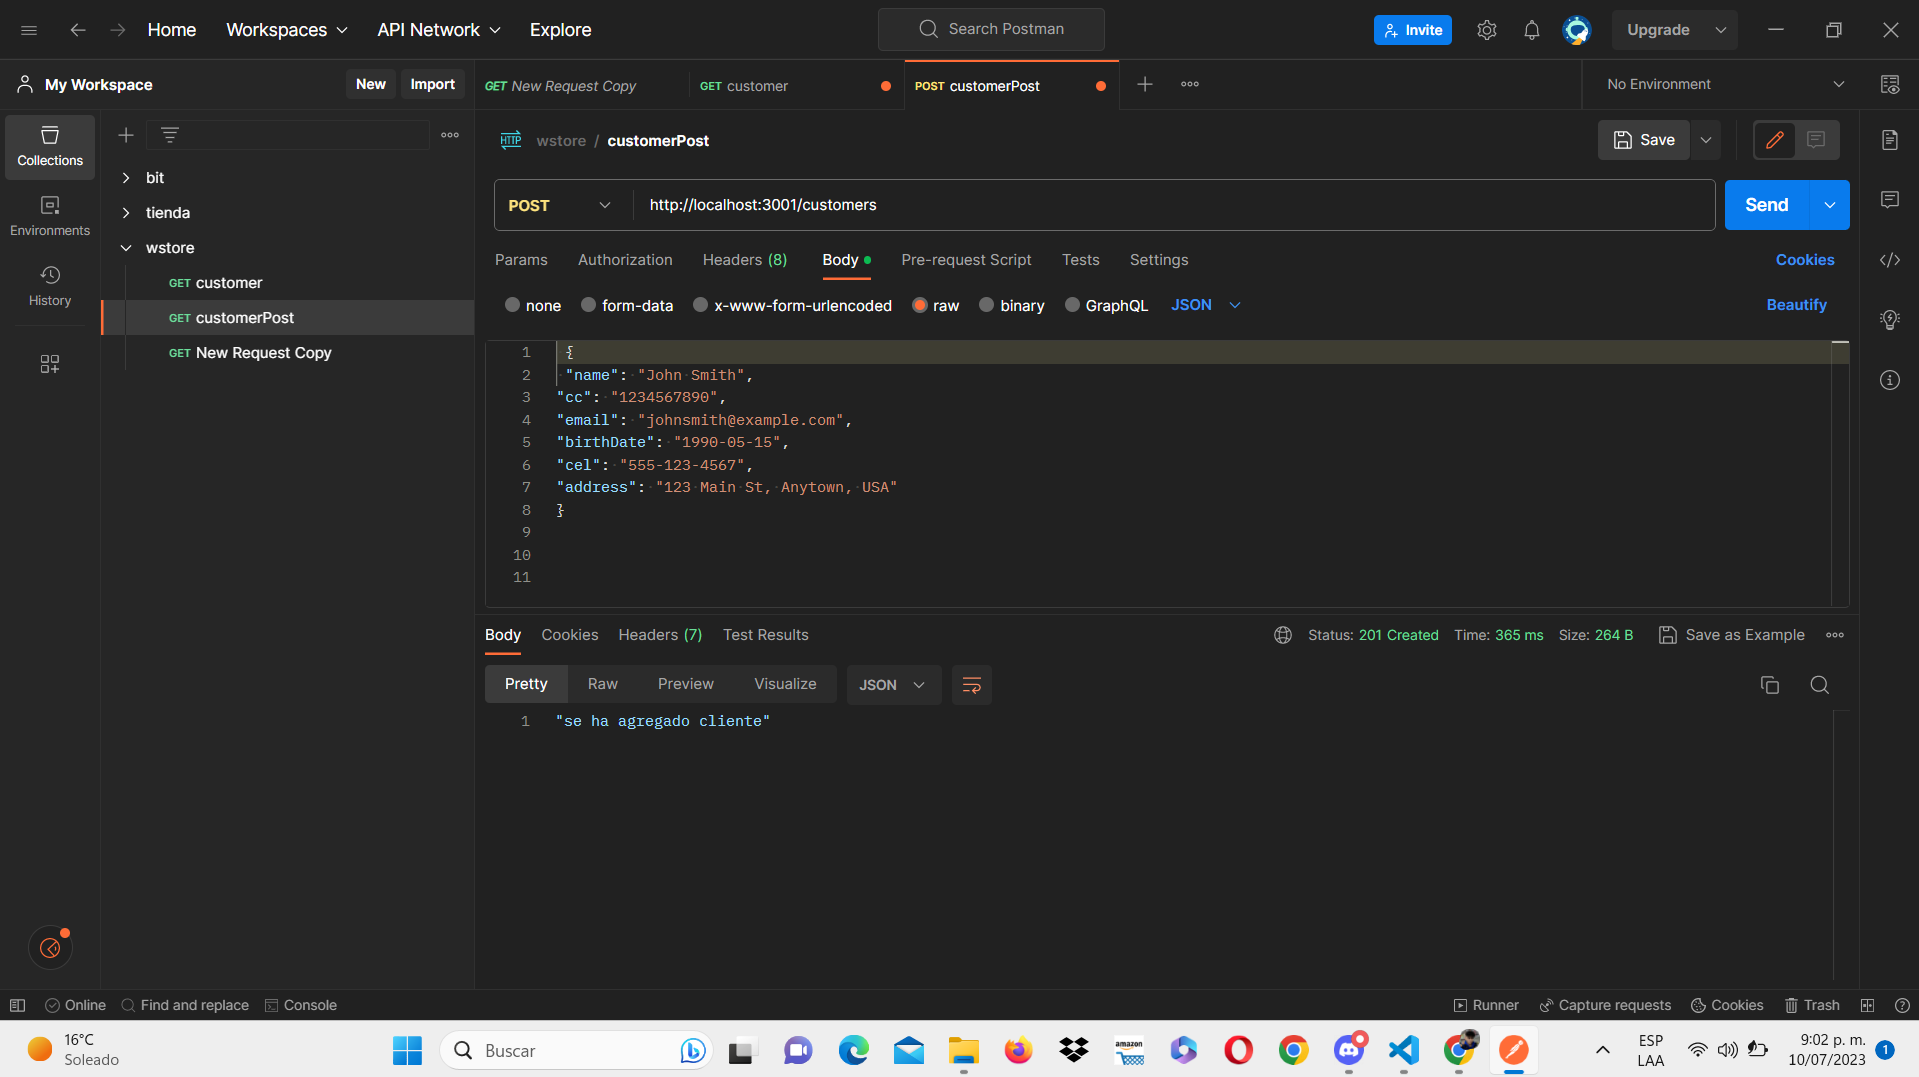 Home
Workspaces
API Network
Explore
Search Postman
Invite
Upgrade
My Workspace
New
Import
GET New Request Copy
GET customer
POST customerPost
No Environment
Collections
Environments
History
bit
tienda
wstore
GET customer
GET customerPost
GET New Request Copy
HTTP wstore / customerPost
Save
POST
http://localhost:3001/customers
Send
Params
Authorization
Headers (8)
Body
Pre-request Script
Tests
Settings
Cookies
none
form-data
x-www-form-urlencoded
raw
binary
GraphQL
JSON
Beautify
1 {
2 "name": "John Smith",
3 "cc": "1234567890",
4 "email": "johnsmith@example.com",
5 "birthDate": "1990-05-15",
6 "cel": "555-123-4567",
7 "address": "123 Main St, Anytown, USA"
8 }
9
10
11
Body
Cookies
Headers (7)
Test Results
Status: 201 Created
Time: 365 ms
Size: 264 B
Save as Example
Pretty
Raw
Preview
Visualize
JSON
1 "se ha agregado cliente"
Online
Find and replace
Console
Runner
Capture requests
Cookies
Trash
16°C
Soleado
Buscar
amazon
ESP
LAA
9:02 p. m.
10/07/2023
1